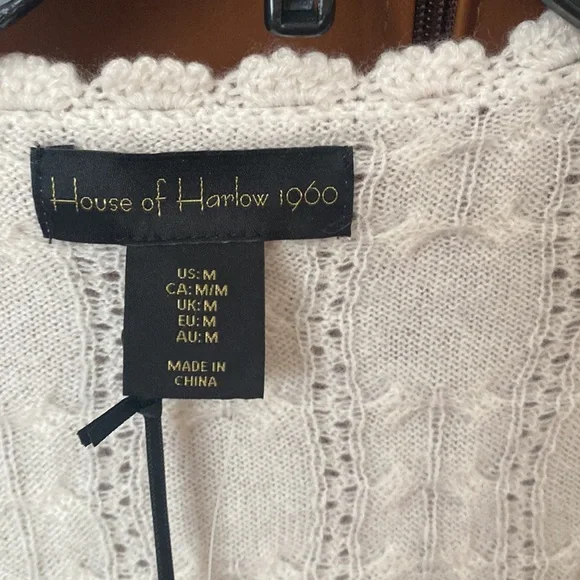 House of Harlow 1960
US: M
CA: M/M
UK: M
EU: M
AU: M
MADE IN
CHINA